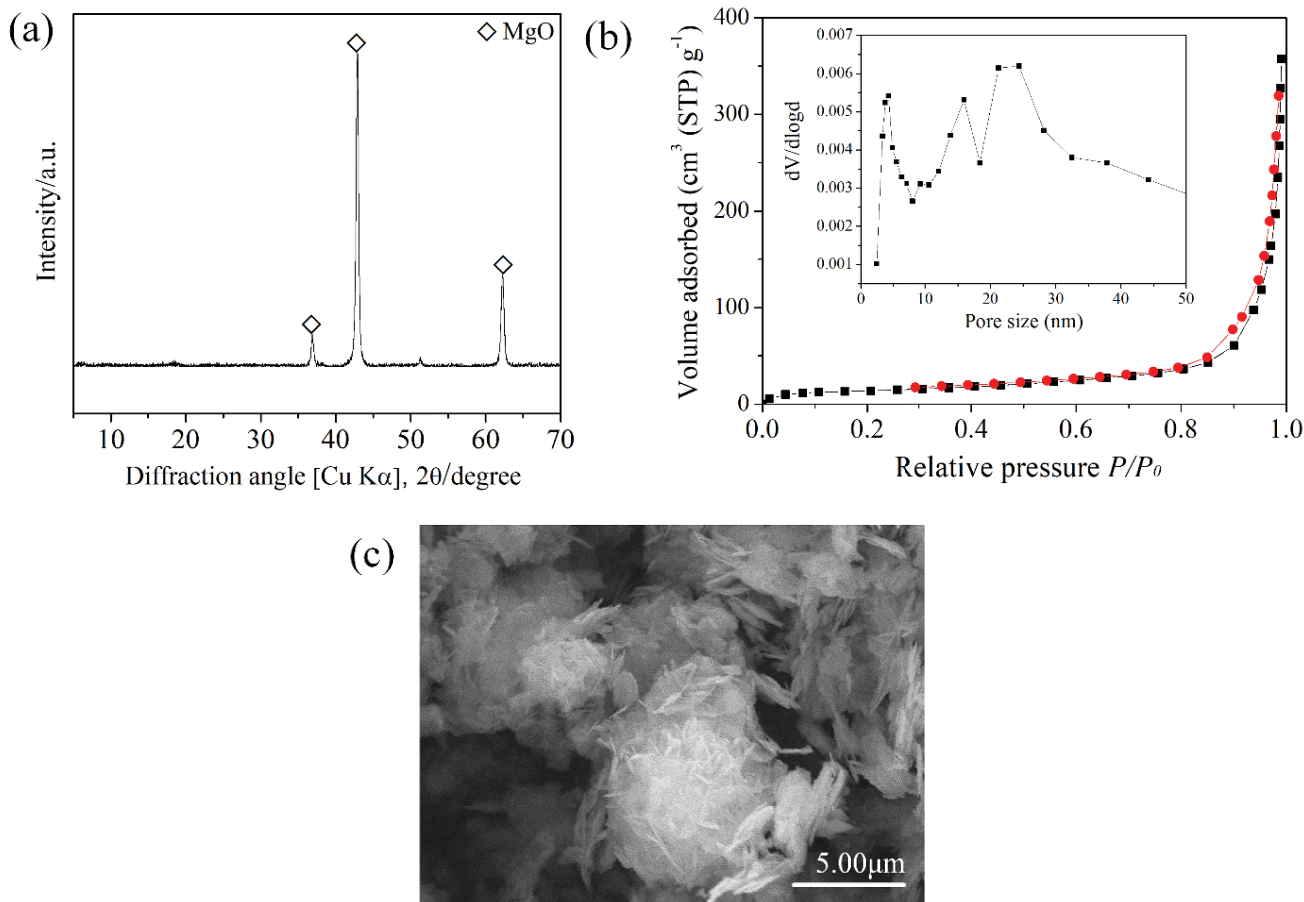 (a)
◇ MgO
Intensity/a.u.
10 20 30 40 50 60 70
Diffraction angle [Cu Kα], 2θ/degree
(b)
Volume adsorbed (cm³ (STP) g⁻¹)
400
300
200
100
0
0.0 0.2 0.4 0.6 0.8 1.0
Relative pressure P/P₀
dV/dlogd
0.007
0.006
0.005
0.004
0.003
0.002
0.001
0 10 20 30 40 50
Pore size (nm)
(c)
5.00μm